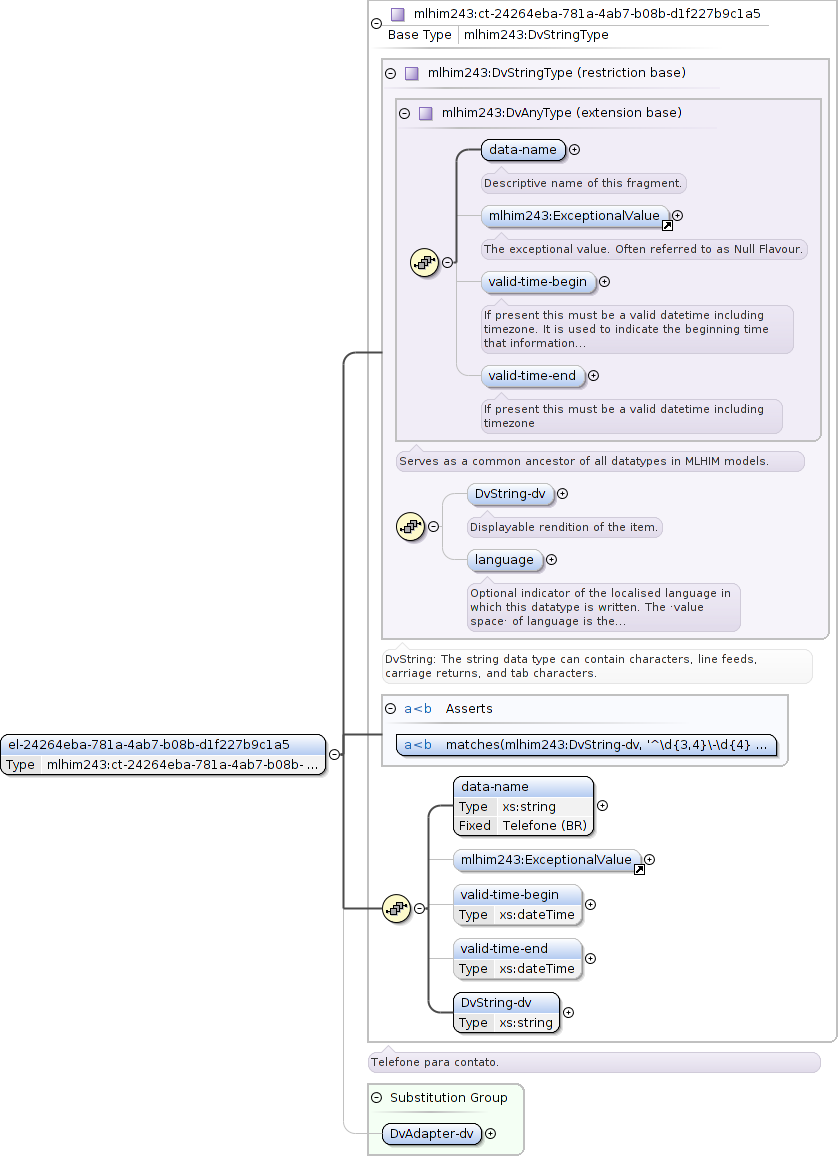 mlhim243:ct-24264eba-781a-4ab7-b08b-d1f227b9c1a5
Base Type mlhim243:DvStringType
mlhim243:DvStringType (restriction base)
mlhim243:DvAnyType (extension base)
data-name
Descriptive name of this fragment.
mlhim243:ExceptionalValue
The exceptional value. Often referred to as Null Flavour.
valid-time-begin
If present this must be a valid datetime including
timezone. It is used to indicate the beginning time
that information...
valid-time-end
If present this must be a valid datetime including
timezone
Serves as a common ancestor of all datatypes in MLHIM models.
DvString-dv
Displayable rendition of the item.
language
Optional indicator of the localised language in
which this datatype is written. The ·value
space· of language is the...
DvString: The string data type can contain characters, line feeds,
carriage returns, and tab characters.
a<b Asserts
a<b matches(mlhim243:DvString-dv, '^\d{3,4}\-\d{4} ...
el-24264eba-781a-4ab7-b08b-d1f227b9c1a5
Type mlhim243:ct-24264eba-781a-4ab7-b08b- ...
data-name
Type xs:string
Fixed Telefone (BR)
mlhim243:ExceptionalValue
valid-time-begin
Type xs:dateTime
valid-time-end
Type xs:dateTime
DvString-dv
Type xs:string
Telefone para contato.
Substitution Group
DvAdapter-dv